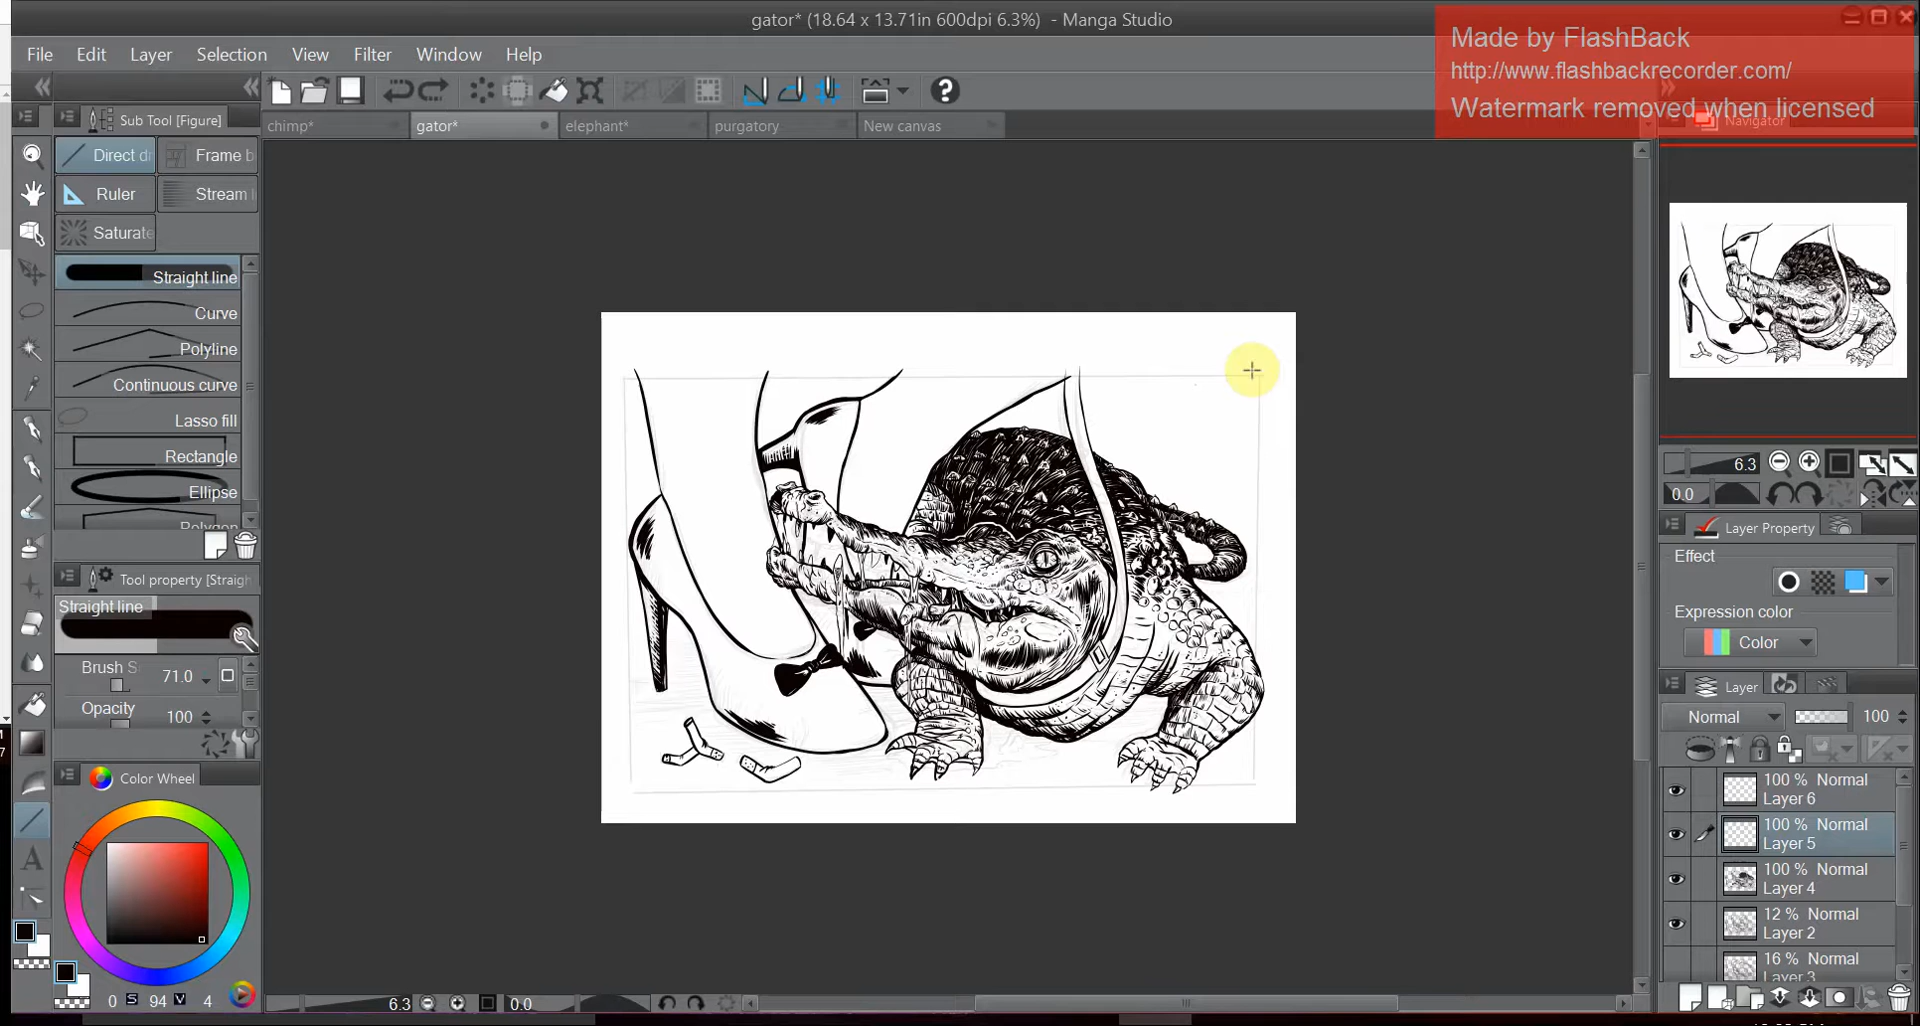 gator* (18.64 x 13.71in 600dpi 6.3%) - Manga Studio
Made by FlashBack
http://www.flashbackrecorder.com/
Watermark removed when licensed
File Edit Layer Selection View Filter Window Help
Sub Tool [Figure]
chimp* gator* elephant* purgatory New canvas
Navigator
Direct d Frame b
Ruler Stream
Saturate
Straight line
Curve
Polyline
Continuous curve
Lasso fill
Rectangle
Ellipse
Polygon
Tool property [Straigh
Straight line
Brush S 71.0
Opacity 100
Color Wheel
0 S 94 V 4
6.3 0.0
6.3
0.0
Layer Property
Effect
Expression color
Color
Layer
Normal 100
100 % Normal
Layer 6
100 % Normal
Layer 5
100 % Normal
Layer 4
12 % Normal
Layer 2
16 % Normal
Layer 3